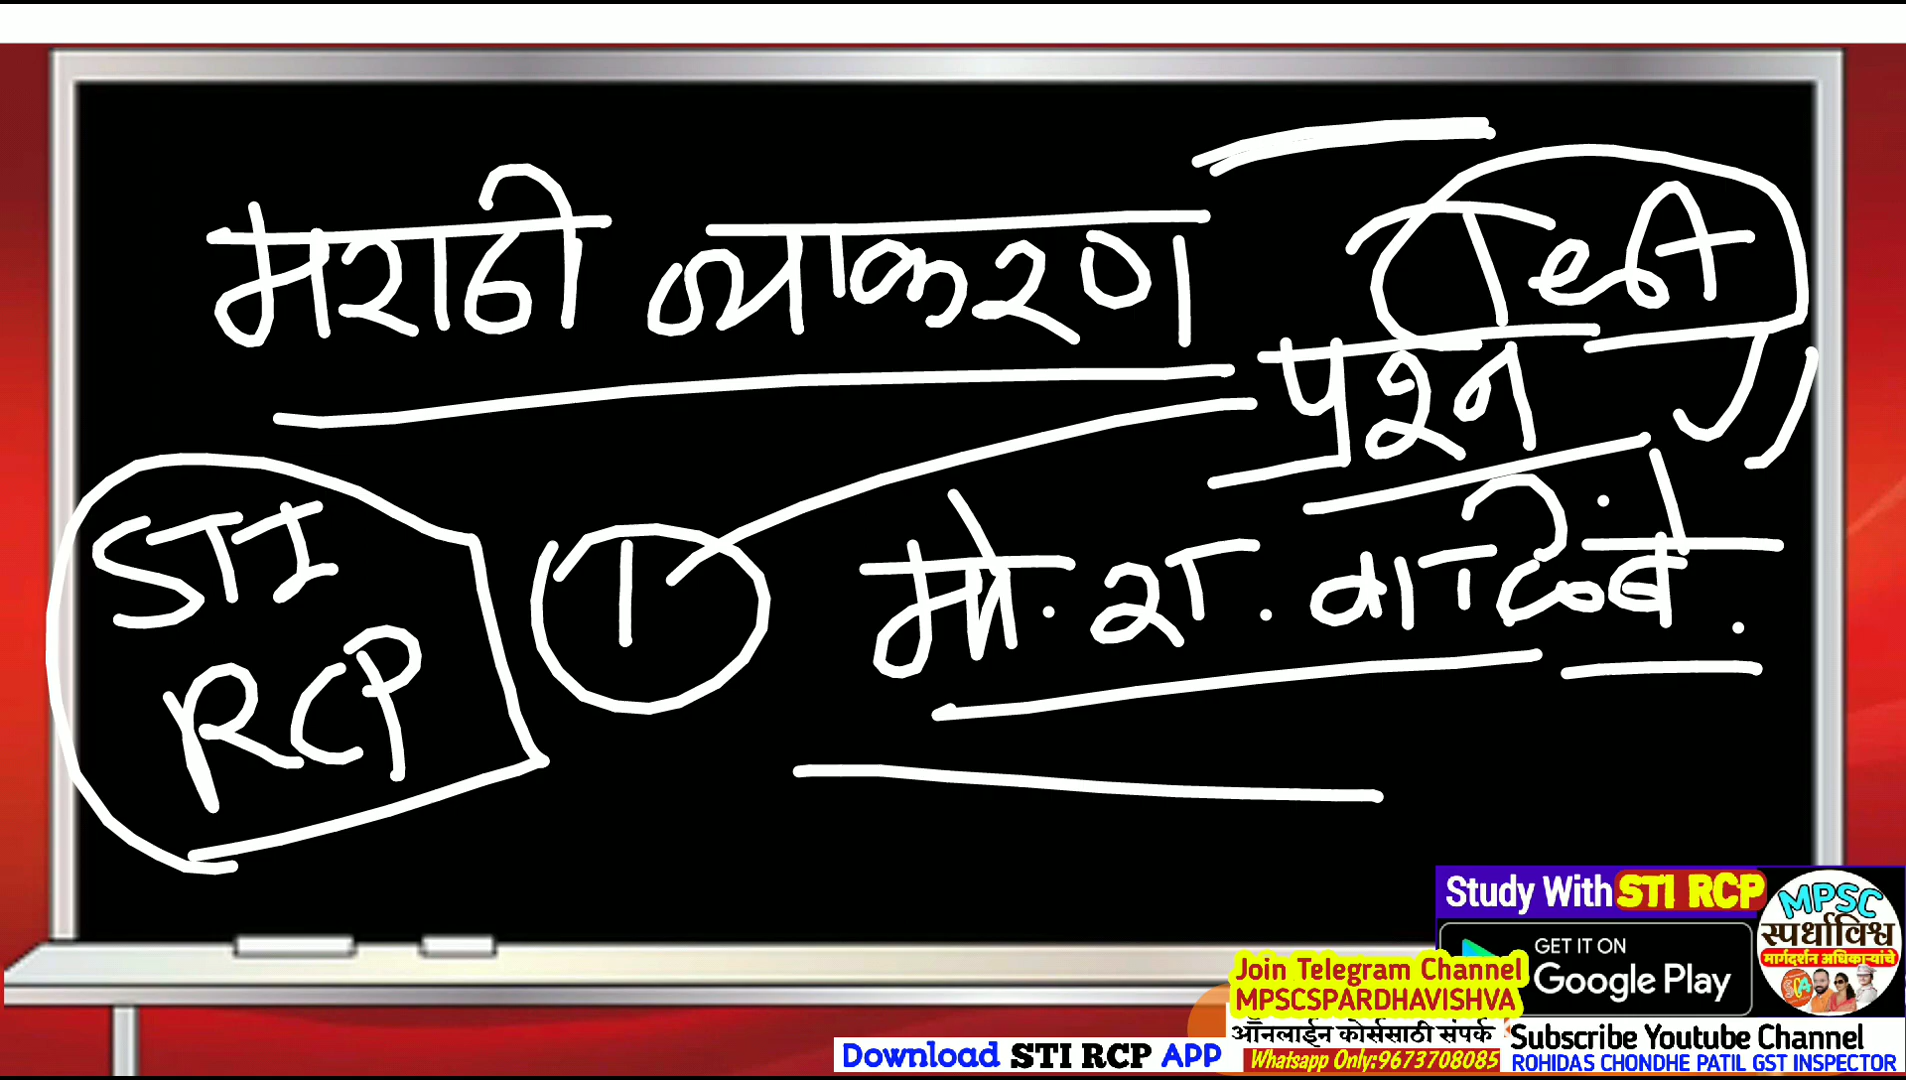 मराठी व्याकरण Test
प्रश्न
STI
RCP
1 मो. रा. वाळिंबे.
Study With STI RCP
GET IT ON
Google Play
MPSC
स्पर्धाविश्व
मार्गदर्शन अधिकाऱ्यांचे
Join Telegram Channel
MPSCSPARDHAVISHVA
ऑनलाईन कोर्ससाठी संपर्क
Whatsapp Only:9673708085
Download STI RCP APP
Subscribe Youtube Channel
ROHIDAS CHONDHE PATIL GST INSPECTOR